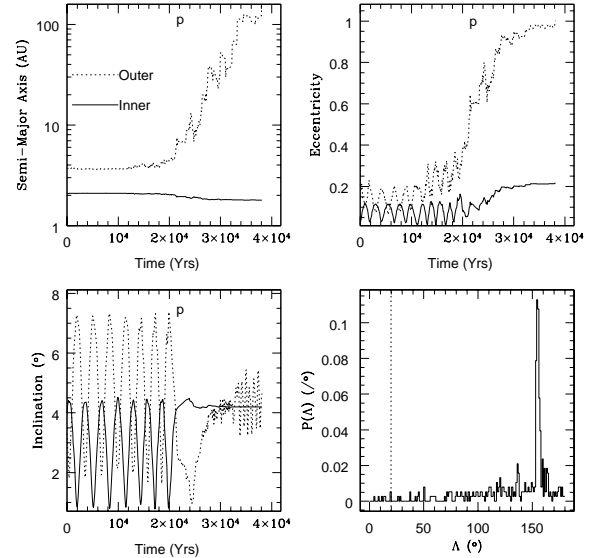 p
p
100
10
1
Semi-Major Axis (AU)
Outer
Inner
0
10⁴
2×10⁴
3×10⁴
4×10⁴
Time (Yrs)
1
0.8
0.6
0.4
0.2
Eccentricity
0
10⁴
2×10⁴
3×10⁴
4×10⁴
Time (Yrs)
p
8
6
4
2
Inclination (°)
0
10⁴
2×10⁴
3×10⁴
4×10⁴
Time (Yrs)
0.1
0.08
0.06
0.04
0.02
0
P(Λ) (/°)
0
50
100
150
Λ (°)